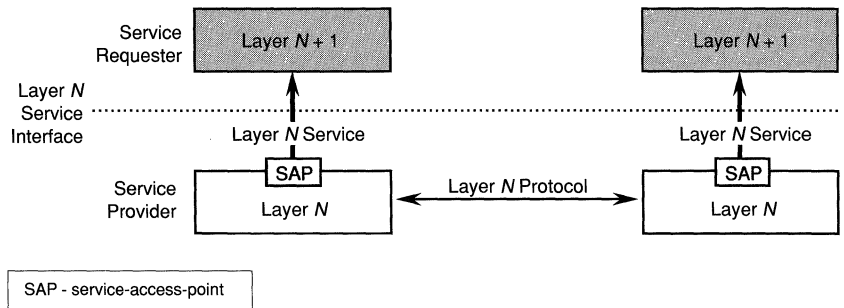 Service
Requester
Layer N + 1
Layer N + 1
Layer N
Service
Interface
Layer N Service
Layer N Service
SAP
SAP
Service
Provider
Layer N
Layer N Protocol
Layer N
SAP - service-access-point